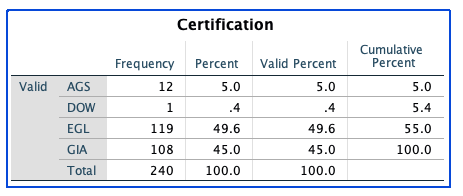 Certification
Frequency Percent Valid Percent Cumulative Percent
Valid AGS 12 5.0 5.0 5.0
DOW 1 .4 .4 5.4
EGL 119 49.6 49.6 55.0
GIA 108 45.0 45.0 100.0
Total 240 100.0 100.0